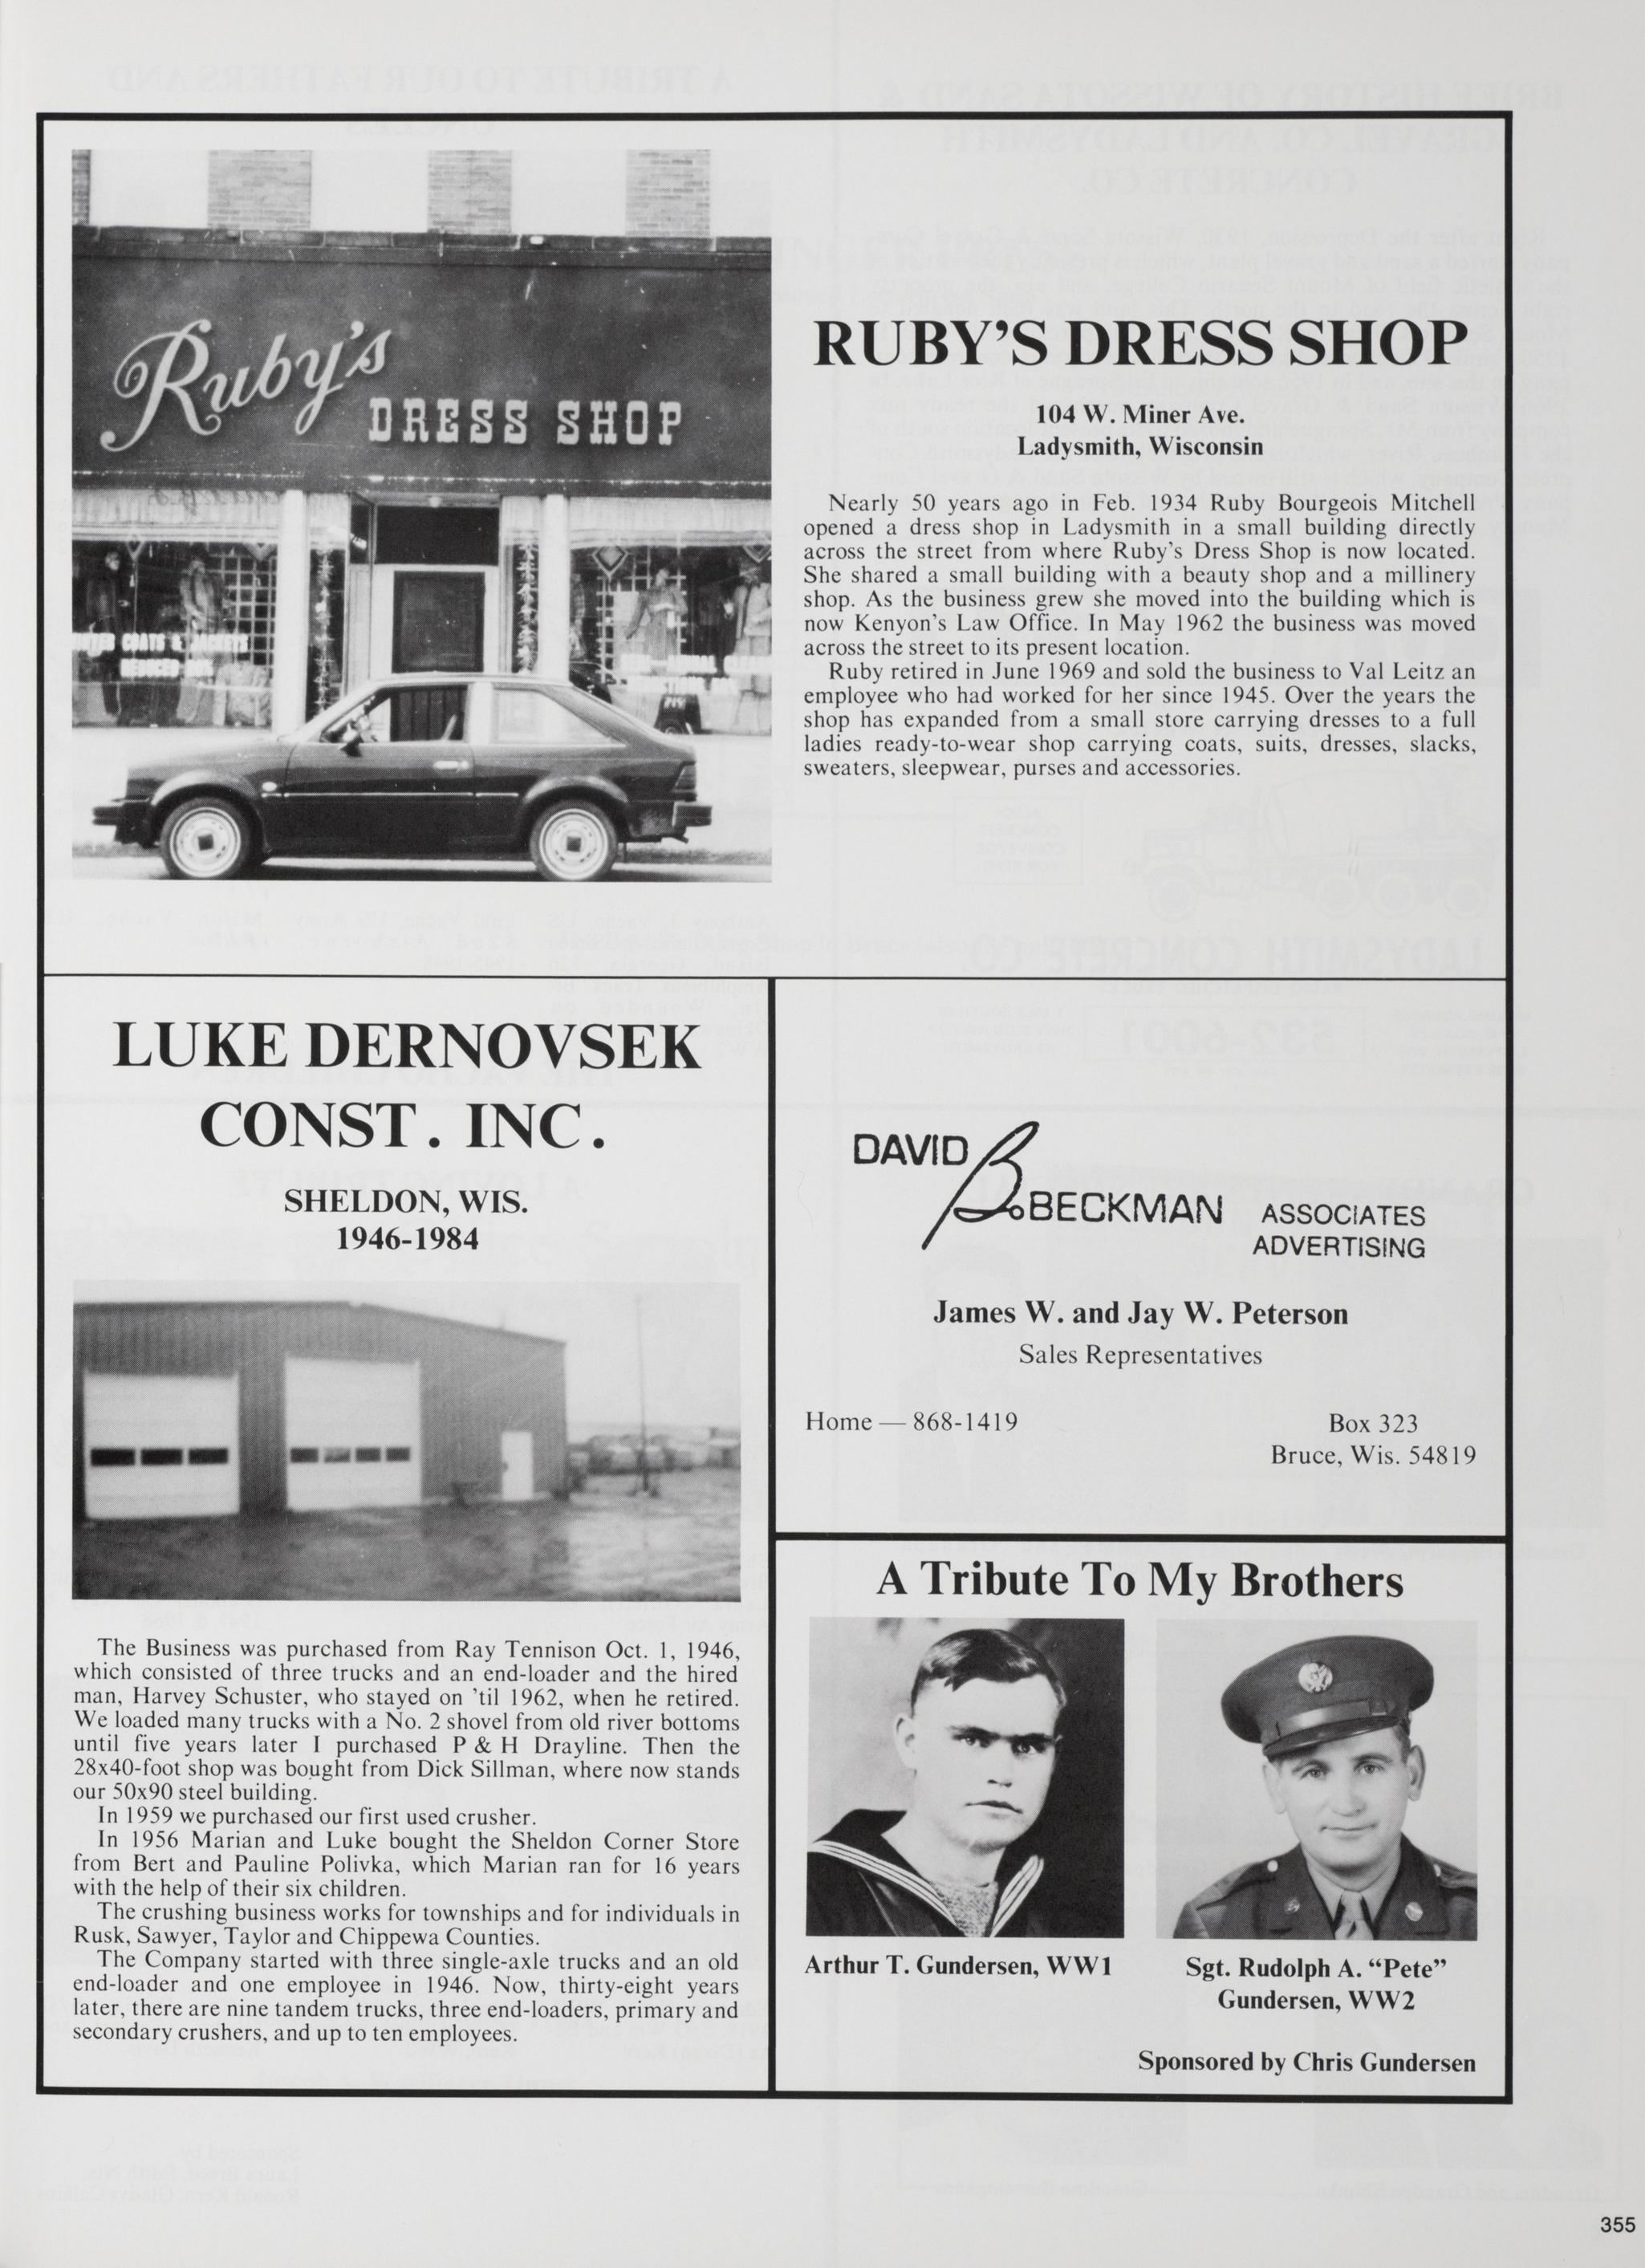 Ruby's
DRESS SHOP
RUBY'S DRESS SHOP
104 W. Miner Ave.
Ladysmith, Wisconsin
Nearly 50 years ago in Feb. 1934 Ruby Bourgeois Mitchell
opened a dress shop in Ladysmith in a small building directly
across the street from where Ruby's Dress Shop is now located.
She shared a small building with a beauty shop and a millinery
shop. As the business grew she moved into the building which is
now Kenyon's Law Office. In May 1962 the business was moved
across the street to its present location.
Ruby retired in June 1969 and sold the business to Val Leitz an
employee who had worked for her since 1945. Over the years the
shop has expanded from a small store carrying dresses to a full
ladies ready-to-wear shop carrying coats, suits, dresses, slacks,
sweaters, sleepwear, purses and accessories.
LUKE DERNOVSEK
CONST. INC.
SHELDON, WIS.
1946-1984
The Business was purchased from Ray Tennison Oct. 1, 1946,
which consisted of three trucks and an end-loader and the hired
man, Harvey Schuster, who stayed on 'til 1962, when he retired.
We loaded many trucks with a No. 2 shovel from old river bottoms
until five years later I purchased P & H Drayline. Then the
28x40-foot shop was bought from Dick Sillman, where now stands
our 50x90 steel building.
In 1959 we purchased our first used crusher.
In 1956 Marian and Luke bought the Sheldon Corner Store
from Bert and Pauline Polivka, which Marian ran for 16 years
with the help of their six children.
The crushing business works for townships and for individuals in
Rusk, Sawyer, Taylor and Chippewa Counties.
The Company started with three single-axle trucks and an old
end-loader and one employee in 1946. Now, thirty-eight years
later, there are nine tandem trucks, three end-loaders, primary and
secondary crushers, and up to ten employees.
DAVID
B. BECKMAN ASSOCIATES
ADVERTISING
James W. and Jay W. Peterson
Sales Representatives
Home — 868-1419 Box 323
Bruce, Wis. 54819
A Tribute To My Brothers
Arthur T. Gundersen, WW1
Sgt. Rudolph A. “Pete”
Gundersen, WW2
Sponsored by Chris Gundersen
355